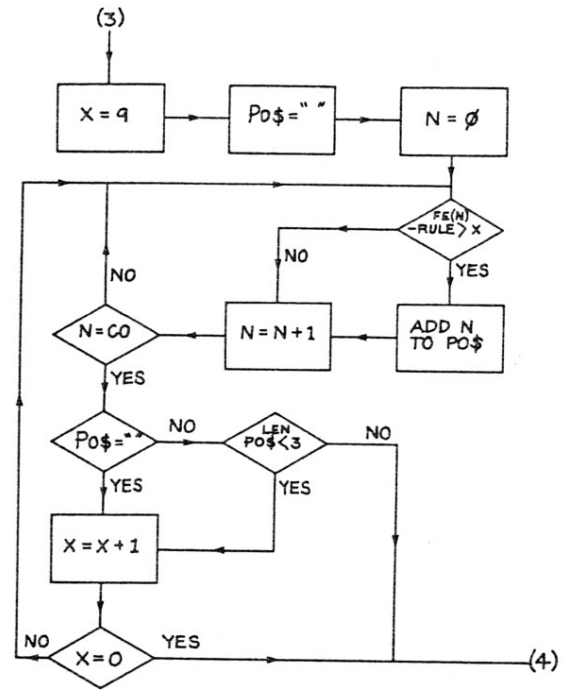 (3)
X = 9
PO$ = " "
N = Ø
FE(N)
-RULE > X
NO
YES
NO
N = CO
N = N + 1
ADD N
TO PO$
YES
PO$ = " "
NO
LEN
PO$ < 3
NO
YES
YES
X = X + 1
NO
X = 0
YES
(4)